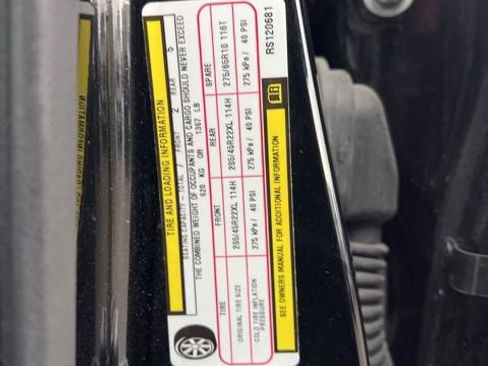 TIRE AND LOADING INFORMATION
SEATING CAPACITY - TOTAL FRONT 2 REAR 5
THE COMBINED WEIGHT OF OCCUPANTS AND CARGO SHOULD NEVER EXCEED
620 KG OR 1367 LB
TIRE FRONT REAR SPARE
ORIGINAL TIRE SIZE 285/45R22XL 114H 285/45R22XL 114H 275/65R18 116T
COLD TIRE INFLATION PRESSURE 275 kPa / 40 PSI 275 kPa / 40 PSI 275 kPa / 40 PSI
SEE OWNERS MANUAL FOR ADDITIONAL INFORMATION
RS120681